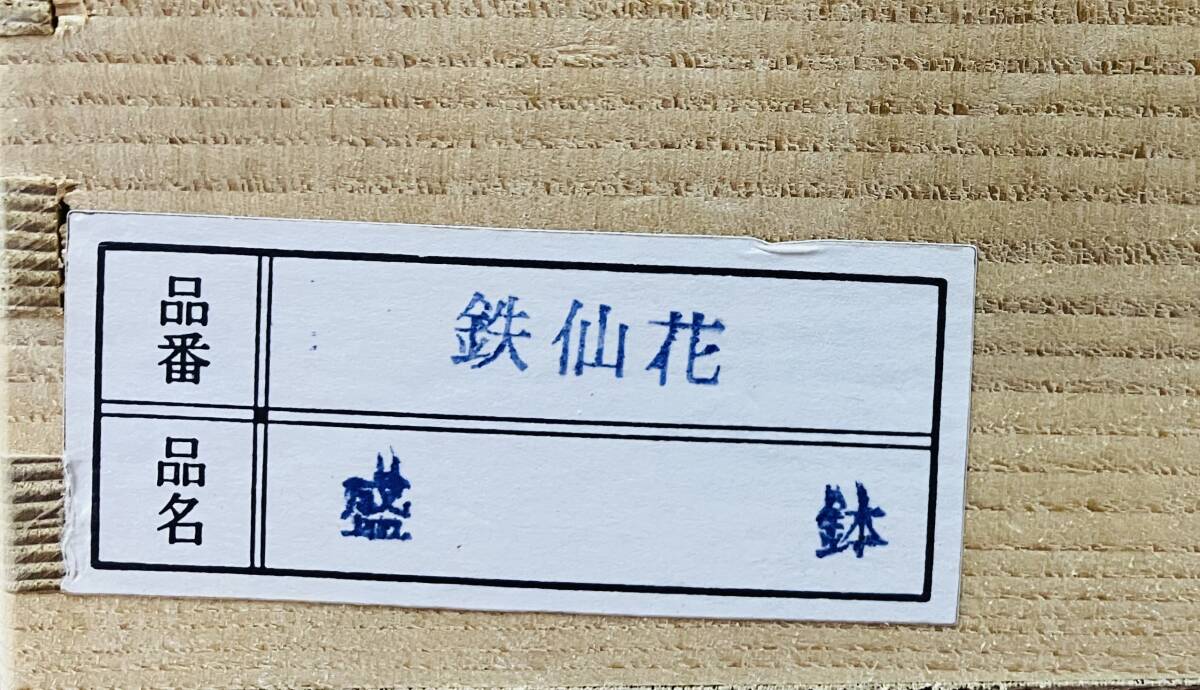 品番 鉄仙花
品名 盛 鉢